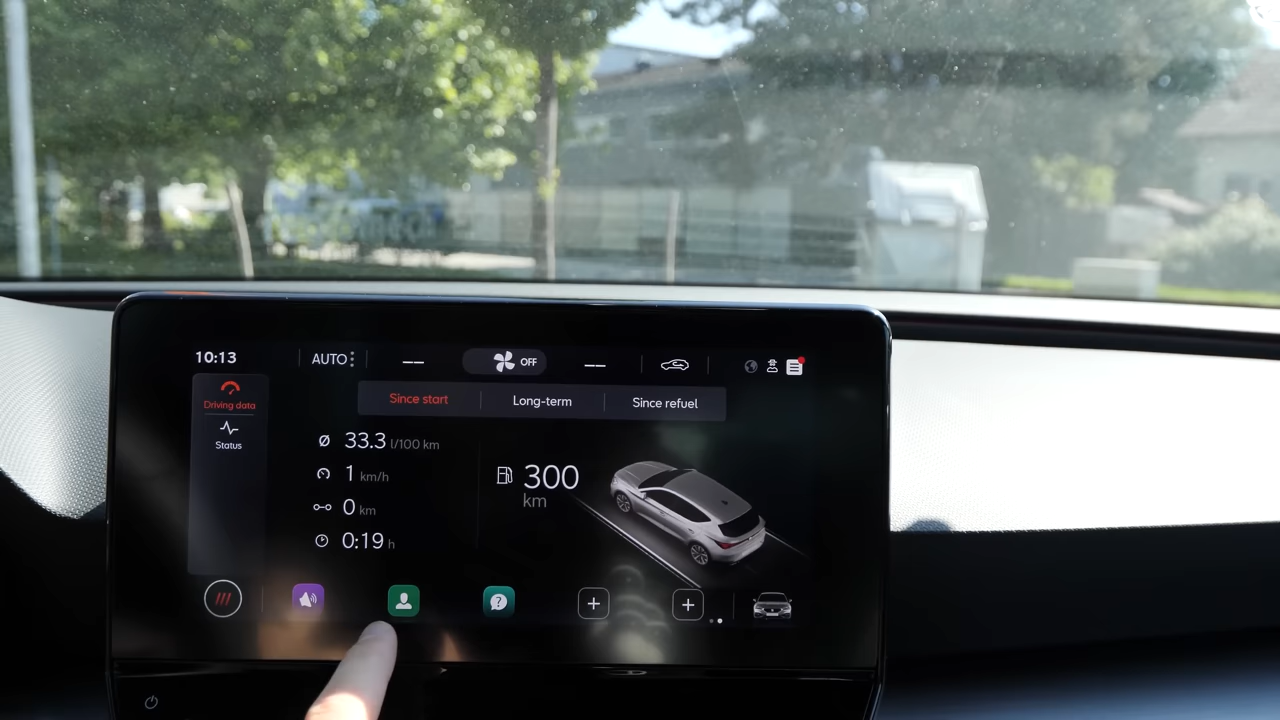 10:13
AUTO
OFF
Driving data
Status
Since start
Long-term
Since refuel
Ø 33.3 l/100 km
1 km/h
0 km
0:19 h
300
km